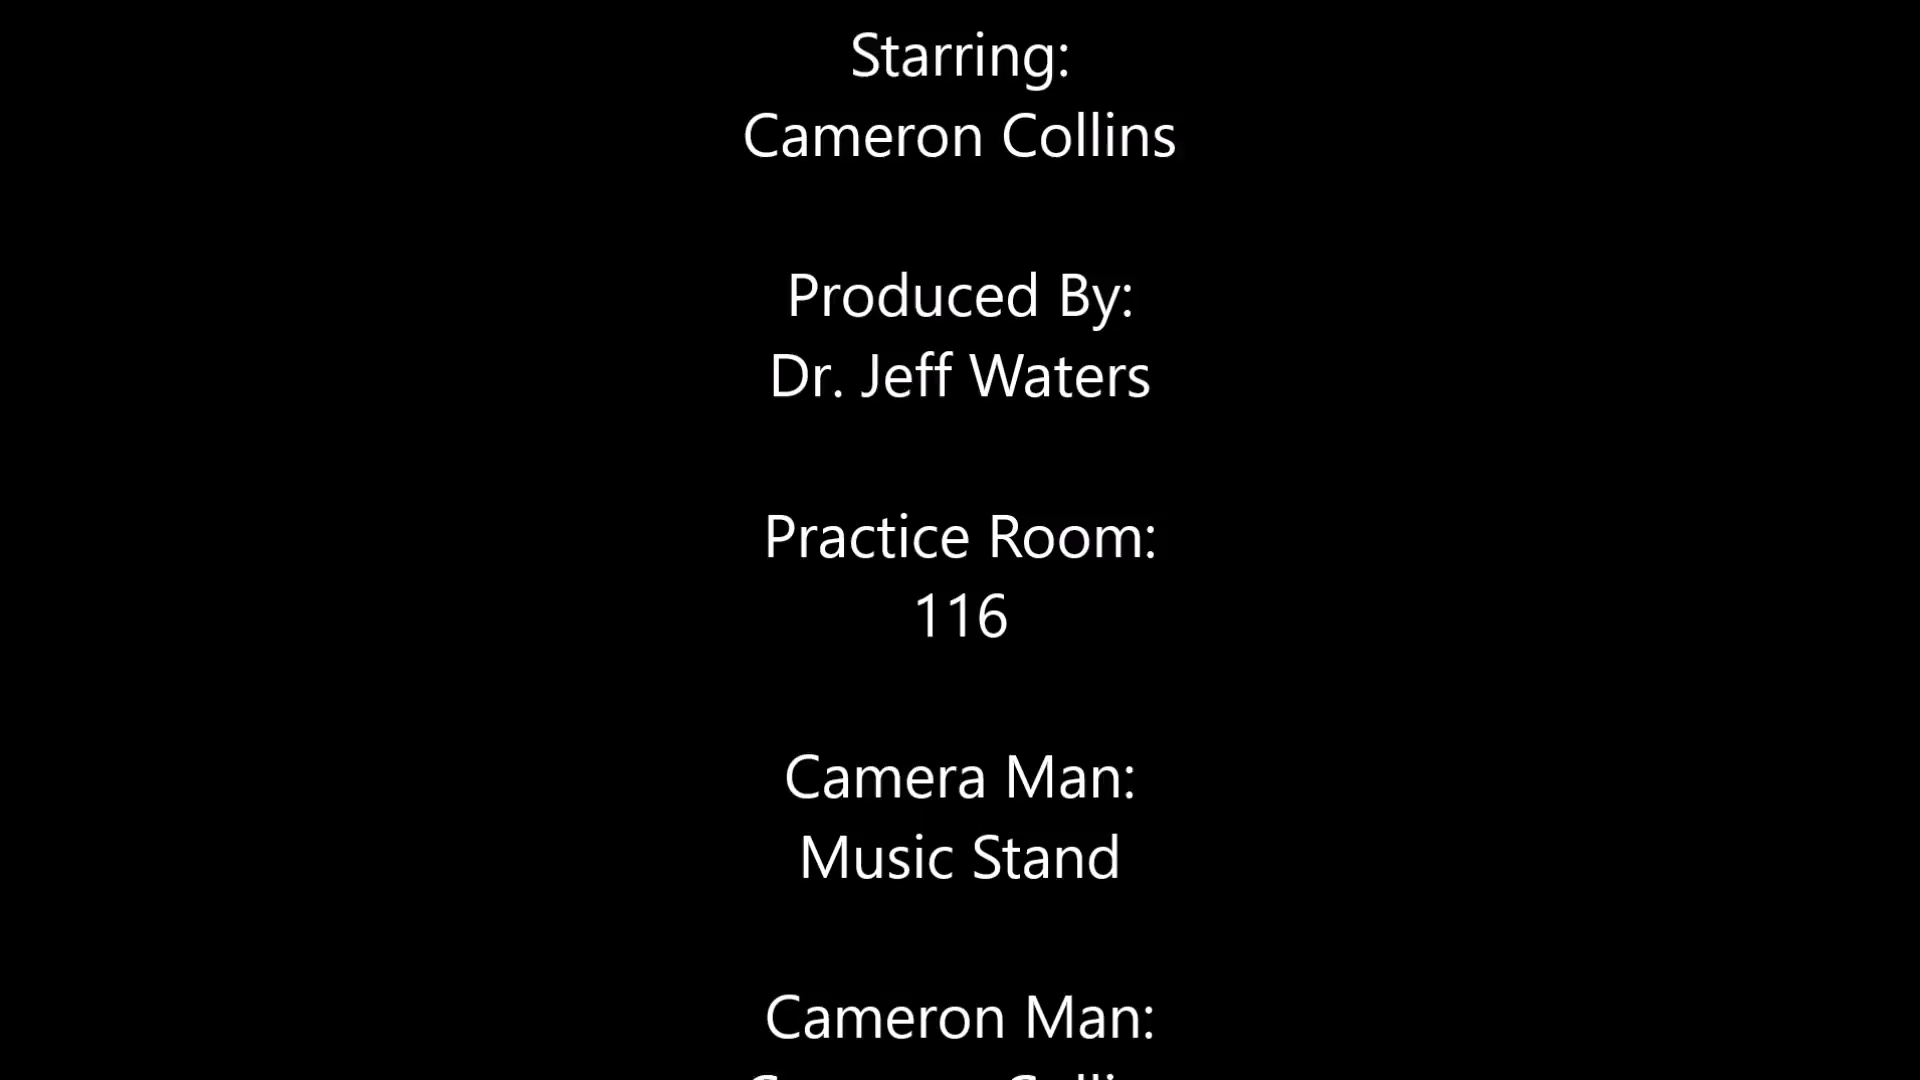 Starring:
Cameron Collins
Produced By:
Dr. Jeff Waters
Practice Room:
116
Camera Man:
Music Stand
Cameron Man: